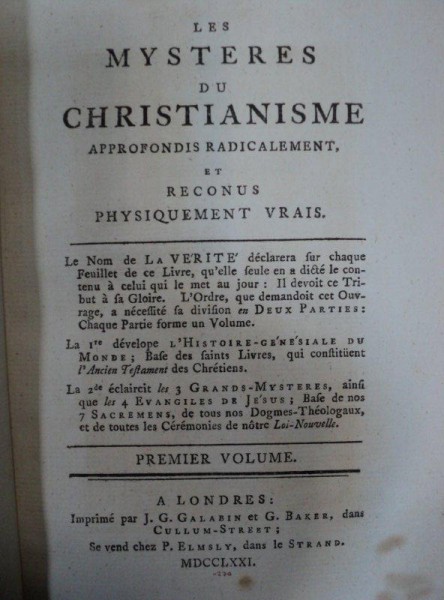 LES
MYSTERES
DU
CHRISTIANISME
APPROFONDIS RADICALEMENT,
ET
RECONUS
PHYSIQUEMENT VRAIS.
Le Nom de LA VE'RITE' déclarera sur chaque
Feuillet de ce Livre, qu'elle seule en a dicté le con-
tenu à celui qui le met au jour : Il devoit ce Tri-
but à sa Gloire. L'Ordre, que demandoit cet Ouv-
rage, a nécessité sa division en DEUX PARTIES:
Chaque Partie forme un Volume.
La 1re dévelope L'HISTOIRE-GE'NE'SIALE DU
MONDE; Base des saints Livres, qui constitüent
l'Ancien Testament des Chrétiens.
La 2de éclaircit les 3 GRANDS-MYSTERES, ainsi
que les 4 EVANGILES DE JE'SUS; Base de nos
7 SACREMENS, de tous nos Dogmes-Théologaux,
et de toutes les Cérémonies de nôtre Loi-Nouvelle.
PREMIER VOLUME.
A LONDRES:
Imprimé par J. G. GALABIN et G. BAKER, dans
CULLUM-STREET;
Se vend chez P. ELMSLY, dans le STRAND.
MDCCLXXI.